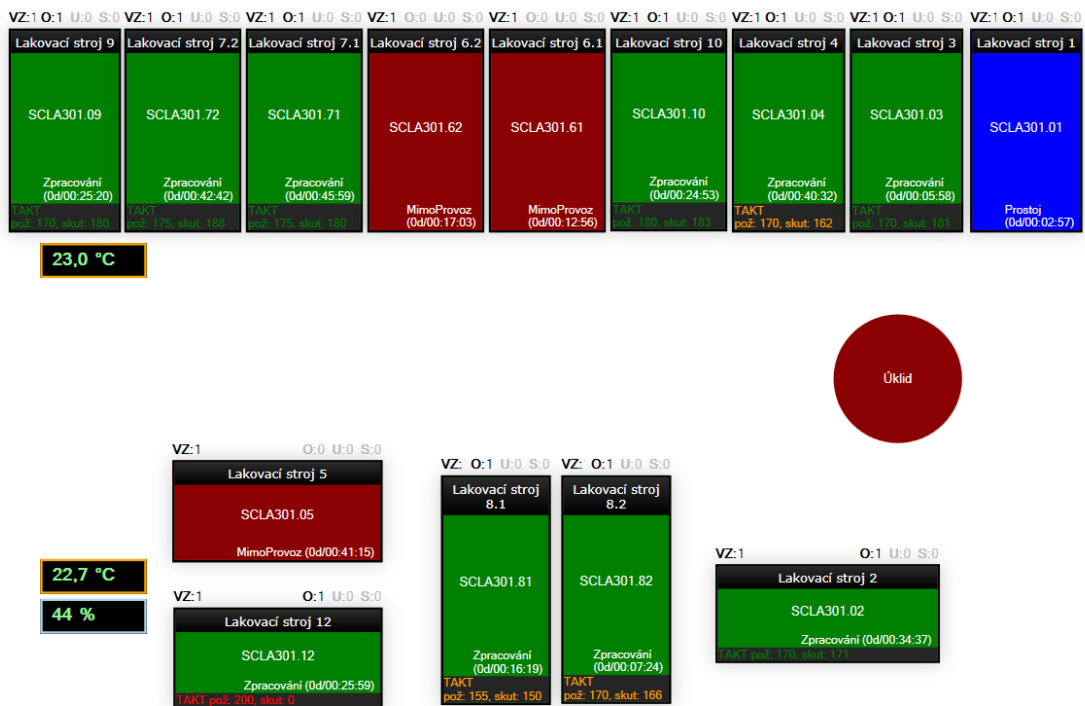 VZ:1 O:1 U:0 S:0 VZ:1 O:1 U:0 S:0 VZ:1 O:1 U:0 S:0 VZ:1 O:0 U:0 S:0 VZ:1 O:0 U:0 S:0 VZ:1 O:1 U:0 S:0 VZ:1 O:1 U:0 S:0 VZ:1 O:1 U:0 S:0 VZ:1 O:1 U:0 S:0
Lakovací stroj 9 Lakovací stroj 7.2 Lakovací stroj 7.1 Lakovací stroj 6.2 Lakovací stroj 6.1 Lakovací stroj 10 Lakovací stroj 4 Lakovací stroj 3 Lakovací stroj 1
SCLA301.09 SCLA301.72 SCLA301.71 SCLA301.62 SCLA301.61 SCLA301.10 SCLA301.04 SCLA301.03 SCLA301.01
Zpracování Zpracování Zpracování MimoProvoz MimoProvoz Zpracování Zpracování Zpracování Prostoj
(0d/00:25:20) (0d/00:42:42) (0d/00:45:59) (0d/00:17:03) (0d/00:12:56) (0d/00:24:53) (0d/00:40:32) (0d/00:05:58) (0d/00:02:57)
TAKT TAKT TAKT TAKT TAKT TAKT
pož: 170, skut: 180 pož: 175, skut: 188 pož: 175, skut: 180 pož: 180, skut: 183 pož: 170, skut: 162 pož: 170, skut: 181
23,0 °C
Úklid
VZ:1 O:0 U:0 S:0
Lakovací stroj 5
SCLA301.05
MimoProvoz (0d/00:41:15)
22,7 °C
44 %
VZ:1 O:1 U:0 S:0
Lakovací stroj 12
SCLA301.12
Zpracování (0d/00:25:59)
TAKT pož: 200, skut: 0
VZ: O:1 U:0 S:0
Lakovací stroj
8.1
SCLA301.81
Zpracování
(0d/00:16:19)
TAKT
pož: 155, skut: 150
VZ: O:1 U:0 S:0
Lakovací stroj
8.2
SCLA301.82
Zpracování
(0d/00:07:24)
TAKT
pož: 170, skut: 166
VZ:1 O:1 U:0 S:0
Lakovací stroj 2
SCLA301.02
Zpracování (0d/00:34:37)
TAKT pož: 170, skut: 171